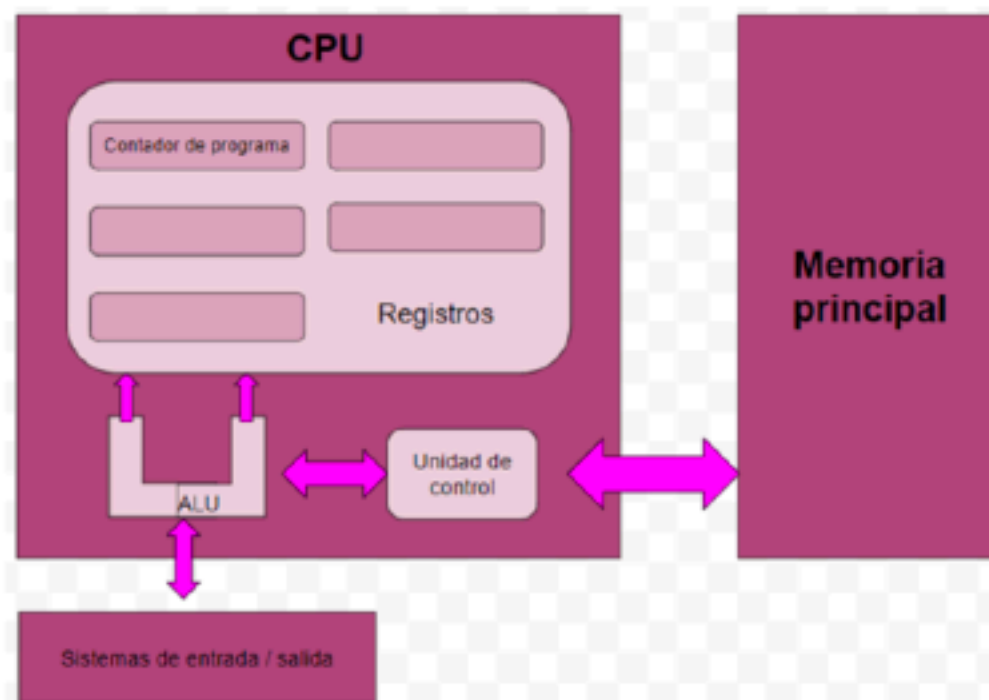 CPU
Contador de programa
Registros
Memoria
principal
Unidad de
control
ALU
Sistemas de entrada / salida